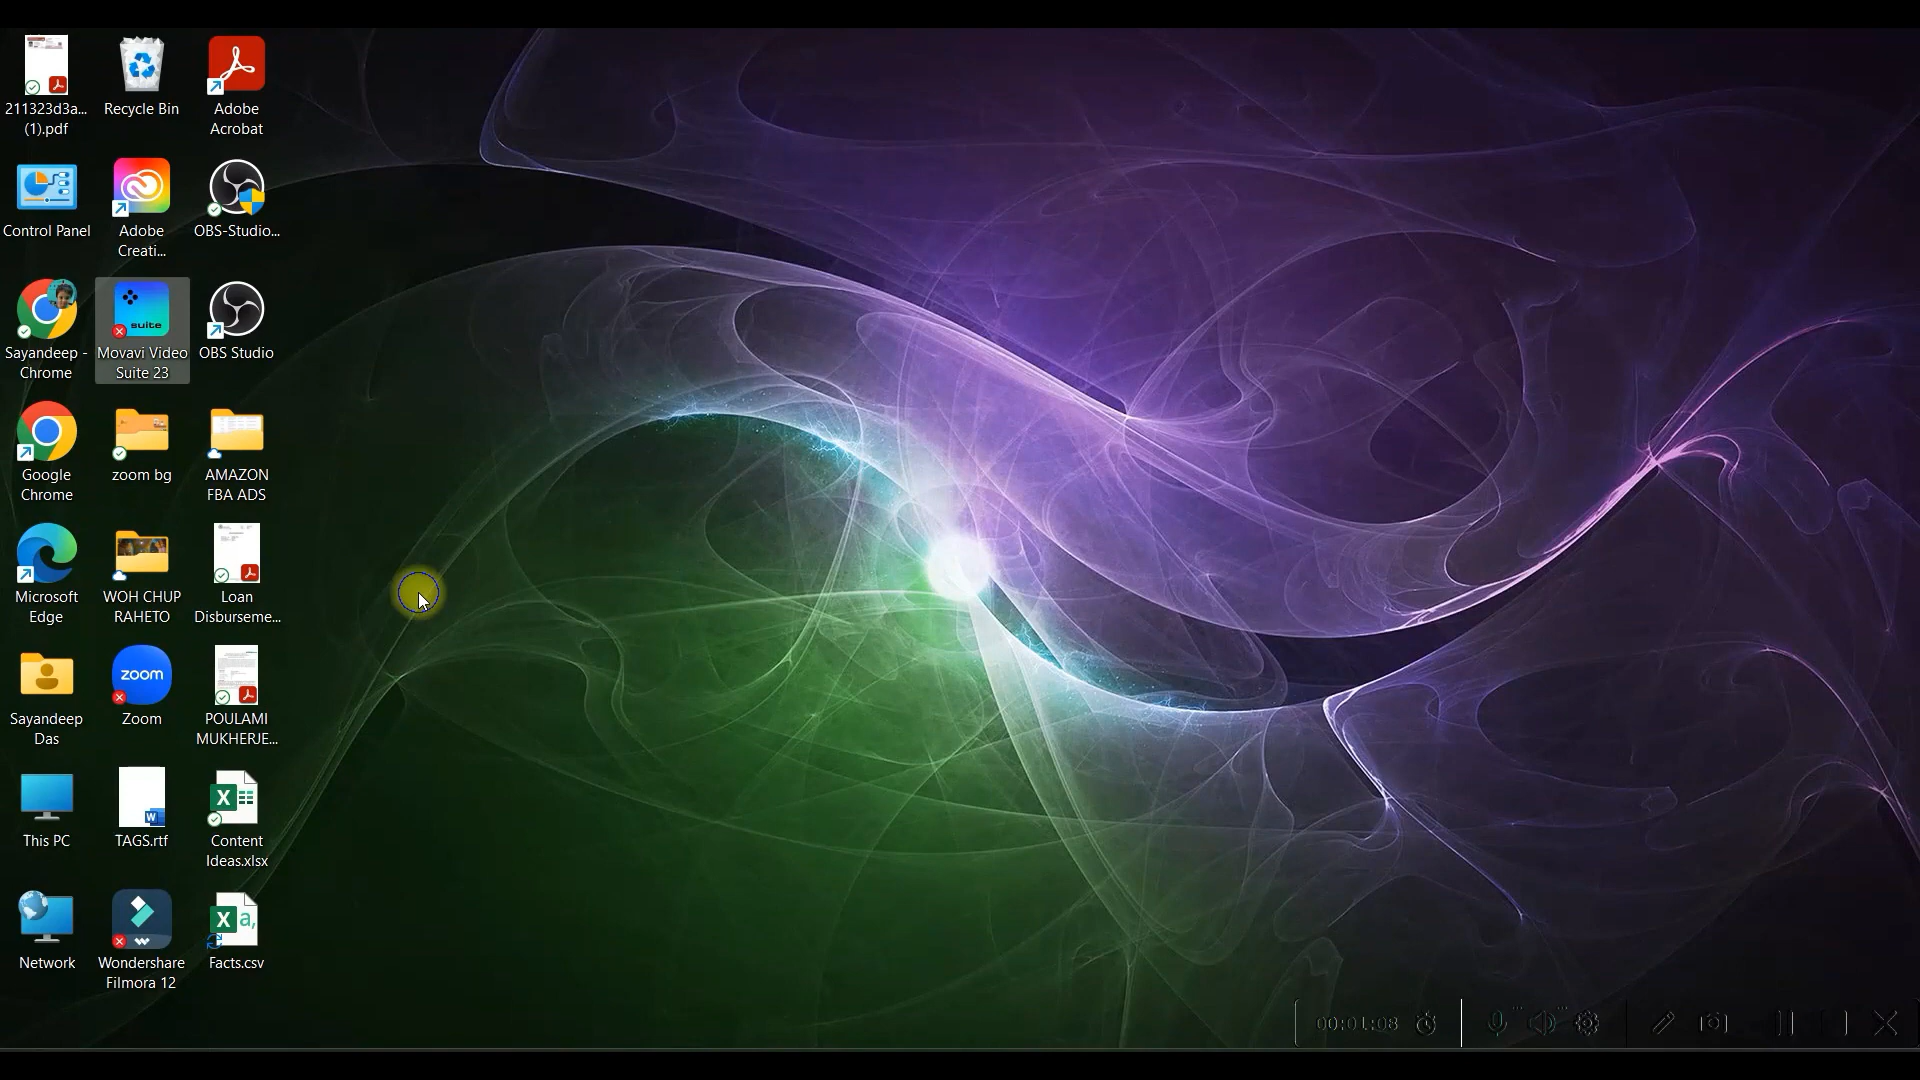 211323d3a...
(1).pdf
Recycle Bin
Adobe
Acrobat
Control Panel
Adobe
Creati...
OBS-Studio...
Sayandeep -
Chrome
suite
Movavi Video
Suite 23
OBS Studio
Google
Chrome
zoom bg
AMAZON
FBA ADS
Microsoft
Edge
WOH CHUP
RAHETO
Loan
Disburseme...
Sayandeep
Das
zoom
Zoom
POULAMI
MUKHERJE...
This PC
TAGS.rtf
Content
Ideas.xlsx
Network
Wondershare
Filmora 12
Facts.csv
00:01:08